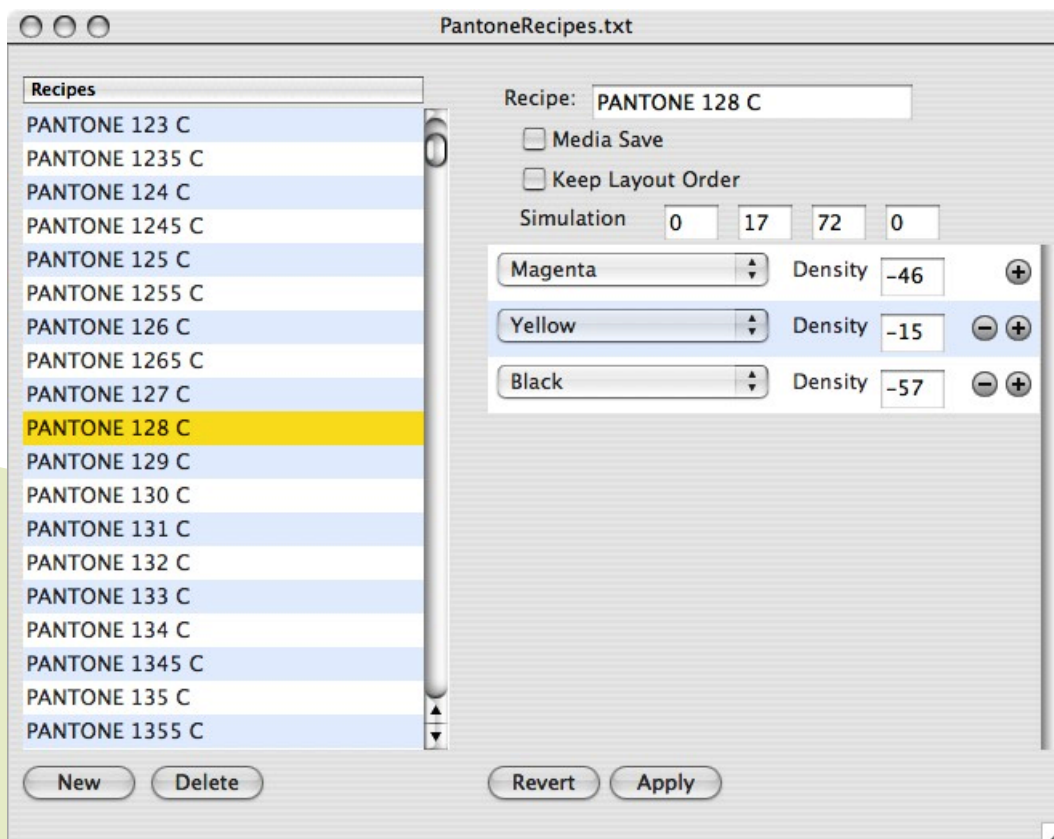 PantoneRecipes.txt
Recipes
PANTONE 123 C
PANTONE 1235 C
PANTONE 124 C
PANTONE 1245 C
PANTONE 125 C
PANTONE 1255 C
PANTONE 126 C
PANTONE 1265 C
PANTONE 127 C
PANTONE 128 C
PANTONE 129 C
PANTONE 130 C
PANTONE 131 C
PANTONE 132 C
PANTONE 133 C
PANTONE 134 C
PANTONE 1345 C
PANTONE 135 C
PANTONE 1355 C
New Delete
Recipe: PANTONE 128 C
Media Save
Keep Layout Order
Simulation 0 17 72 0
Magenta Density -46
Yellow Density -15
Black Density -57
Revert Apply